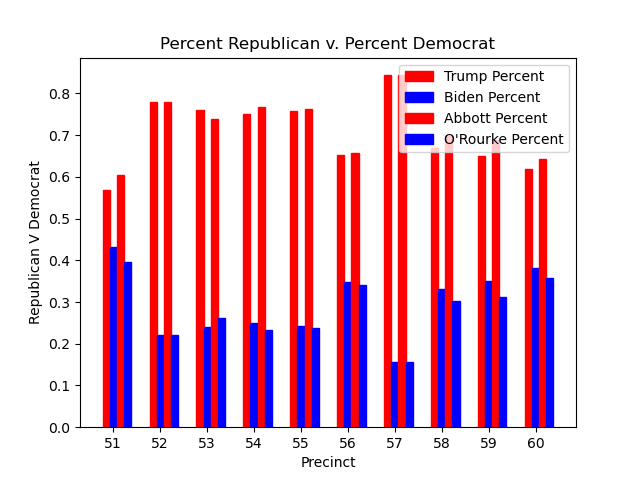 Percent Republican v. Percent Democrat
Trump Percent
Biden Percent
Abbott Percent
O'Rourke Percent
Republican V Democrat
0.8
0.7
0.6
0.5
0.4
0.3
0.2
0.1
0.0
51 52 53 54 55 56 57 58 59 60
Precinct